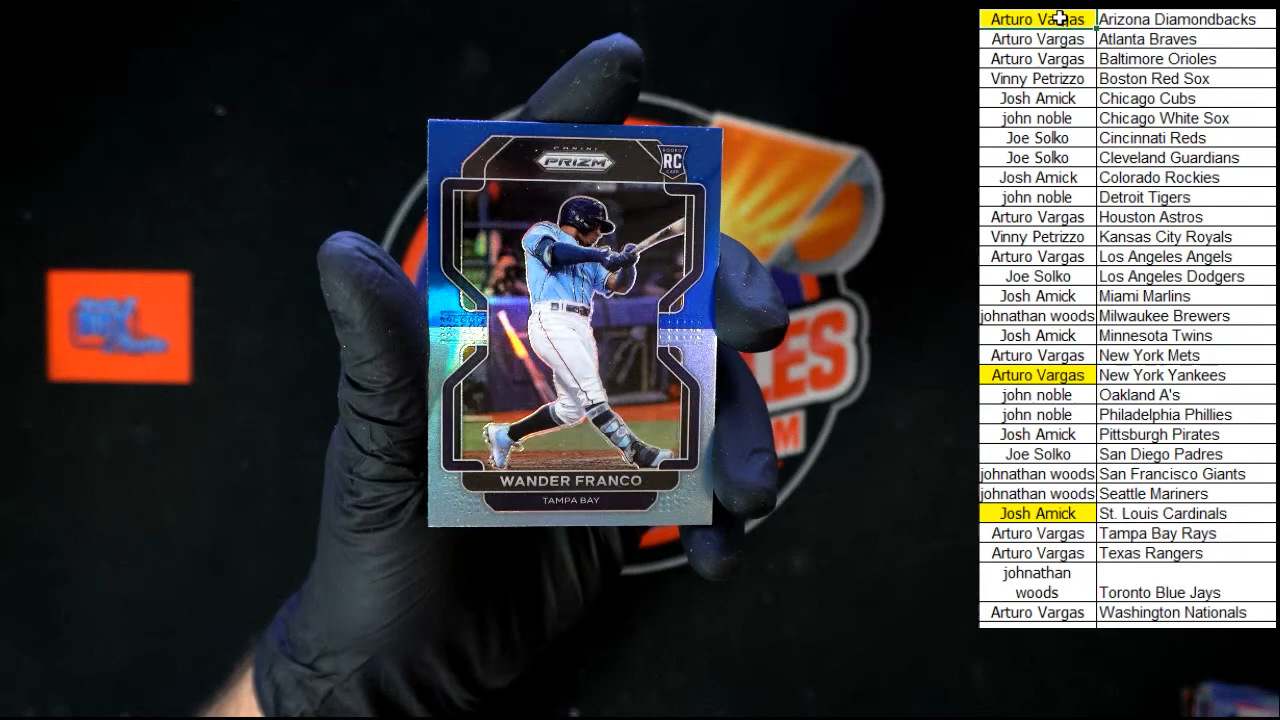 PANINI
PRIZM
ROOKIE
RC
CARD
WANDER FRANCO
TAMPA BAY
LES
M
Arturo Vargas Arizona Diamondbacks
Arturo Vargas Atlanta Braves
Arturo Vargas Baltimore Orioles
Vinny Petrizzo Boston Red Sox
Josh Amick Chicago Cubs
john noble Chicago White Sox
Joe Solko Cincinnati Reds
Joe Solko Cleveland Guardians
Josh Amick Colorado Rockies
john noble Detroit Tigers
Arturo Vargas Houston Astros
Vinny Petrizzo Kansas City Royals
Arturo Vargas Los Angeles Angels
Joe Solko Los Angeles Dodgers
Josh Amick Miami Marlins
johnathan woods Milwaukee Brewers
Josh Amick Minnesota Twins
Arturo Vargas New York Mets
Arturo Vargas New York Yankees
john noble Oakland A's
john noble Philadelphia Phillies
Josh Amick Pittsburgh Pirates
Joe Solko San Diego Padres
johnathan woods San Francisco Giants
johnathan woods Seattle Mariners
Josh Amick St. Louis Cardinals
Arturo Vargas Tampa Bay Rays
Arturo Vargas Texas Rangers
johnathan
woods Toronto Blue Jays
Arturo Vargas Washington Nationals